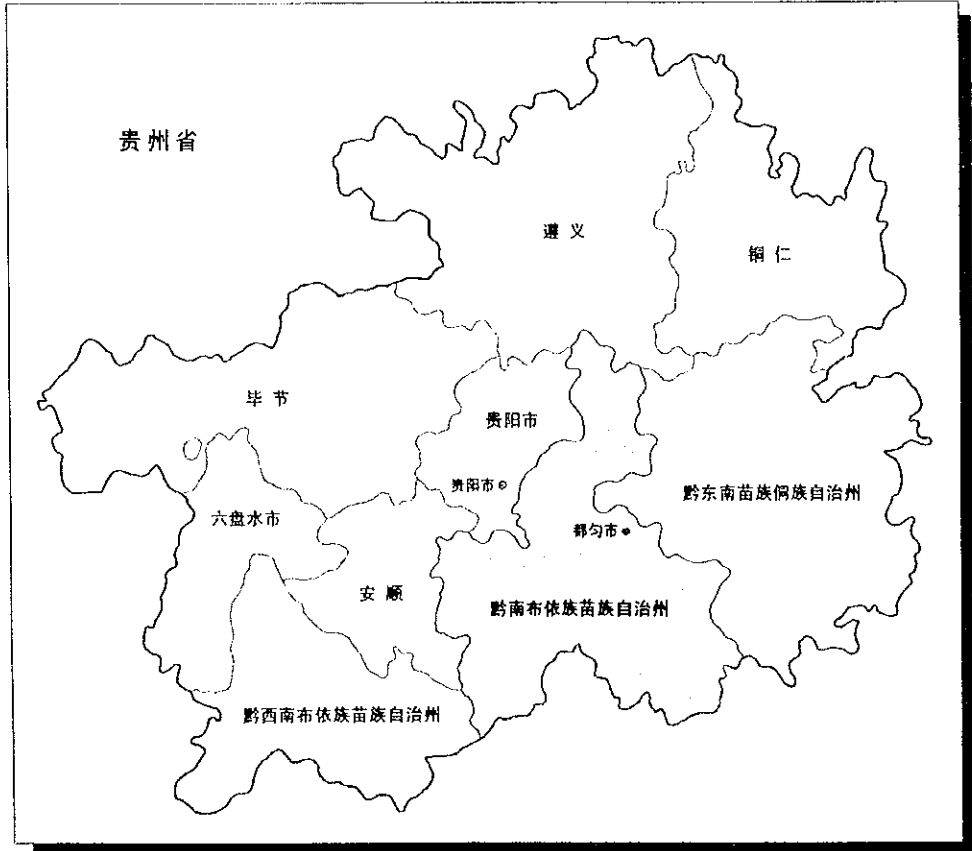 贵州省
遵义
铜仁
毕节
贵阳市
贵阳市
黔东南苗族侗族自治州
六盘水市
都匀市
安顺
黔南布依族苗族自治州
黔西南布依族苗族自治州